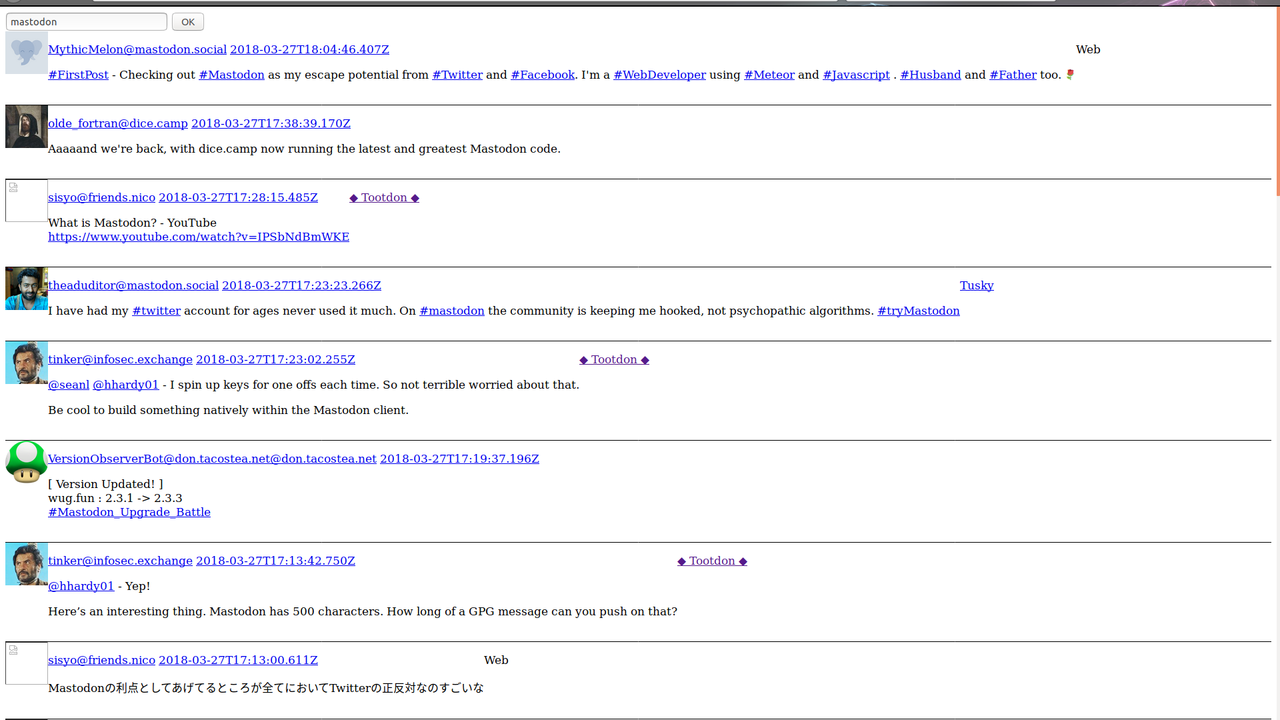 mastodon OK
MythicMelon@mastodon.social 2018-03-27T18:04:46.407Z Web
#FirstPost - Checking out #Mastodon as my escape potential from #Twitter and #Facebook. I'm a #WebDeveloper using #Meteor and #Javascript . #Husband and #Father too. 🌹
olde_fortran@dice.camp 2018-03-27T17:38:39.170Z
Aaaaand we're back, with dice.camp now running the latest and greatest Mastodon code.
sisyo@friends.nico 2018-03-27T17:28:15.485Z ◆ Tootdon ◆
What is Mastodon? - YouTube
https://www.youtube.com/watch?v=IPSbNdBmWKE
theaduditor@mastodon.social 2018-03-27T17:23:23.266Z Tusky
I have had my #twitter account for ages never used it much. On #mastodon the community is keeping me hooked, not psychopathic algorithms. #tryMastodon
tinker@infosec.exchange 2018-03-27T17:23:02.255Z ◆ Tootdon ◆
@seanl @hhardy01 - I spin up keys for one offs each time. So not terrible worried about that.
Be cool to build something natively within the Mastodon client.
VersionObserverBot@don.tacostea.net@don.tacostea.net 2018-03-27T17:19:37.196Z
[ Version Updated! ]
wug.fun : 2.3.1 -> 2.3.3
#Mastodon_Upgrade_Battle
tinker@infosec.exchange 2018-03-27T17:13:42.750Z ◆ Tootdon ◆
@hhardy01 - Yep!
Here’s an interesting thing. Mastodon has 500 characters. How long of a GPG message can you push on that?
sisyo@friends.nico 2018-03-27T17:13:00.611Z Web
Mastodonの利点としてあげてるところが全てにおいてTwitterの正反対なのすごいな